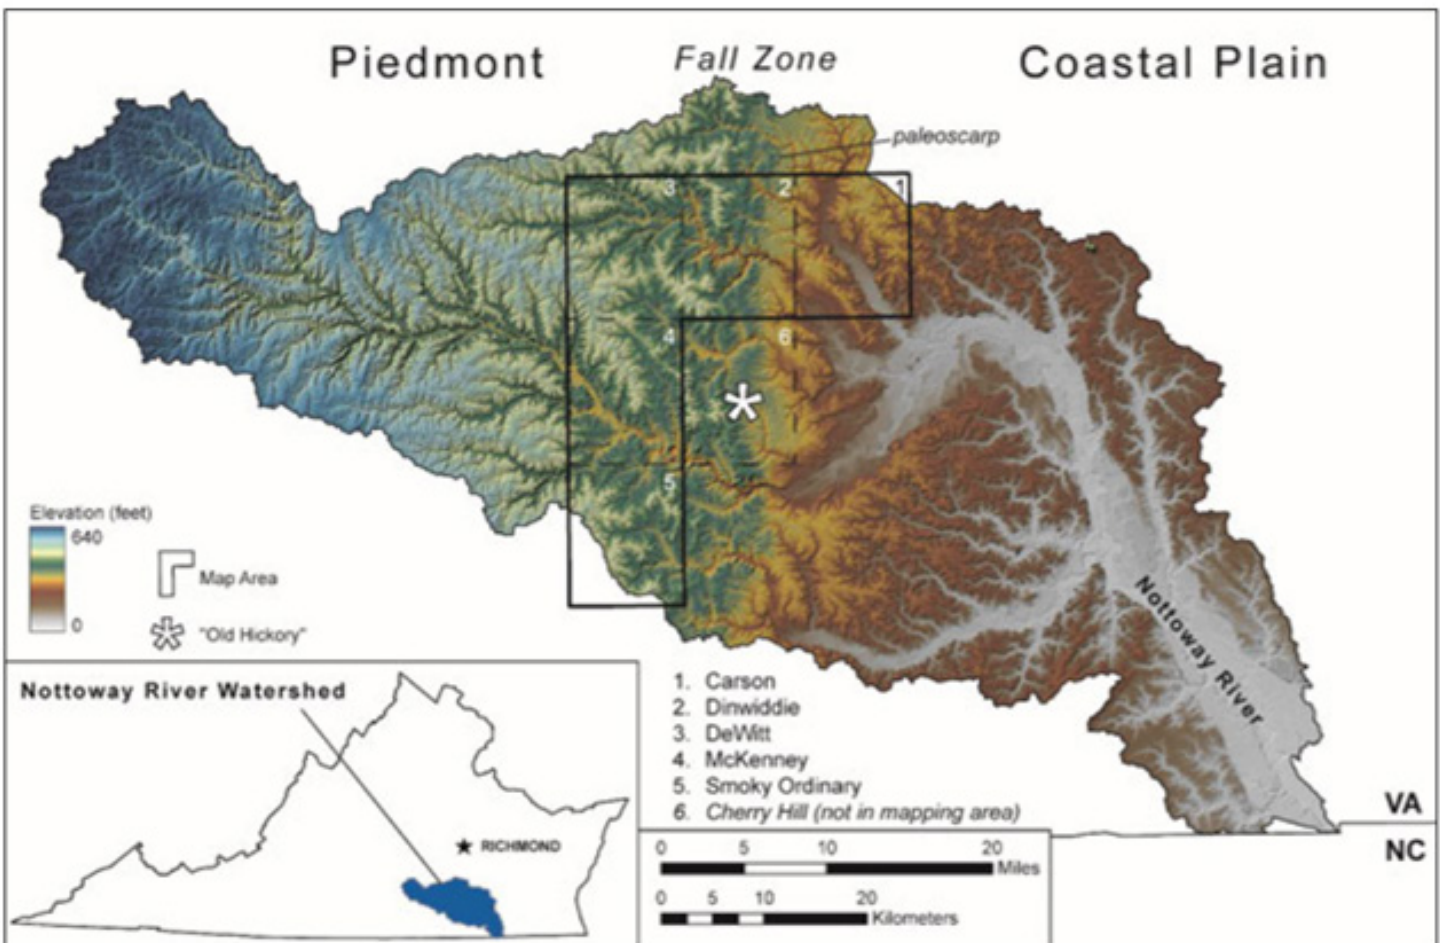 Piedmont
Fall Zone
Coastal Plain
paleoscarp
3
2
1
4
6
5
Elevation (feet)
640
0
Map Area
"Old Hickory"
Nottoway River
Nottoway River Watershed
RICHMOND
1. Carson
2. Dinwiddie
3. DeWitt
4. McKenney
5. Smoky Ordinary
6. Cherry Hill (not in mapping area)
VA
NC
0 5 10 20
Miles
0 5 10 20
Kilometers